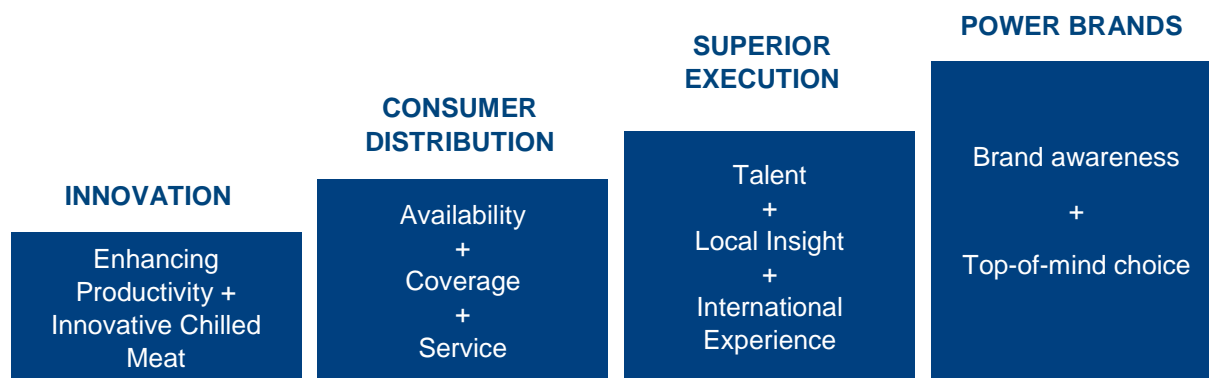 INNOVATION
Enhancing
Productivity +
Innovative Chilled
Meat
CONSUMER
DISTRIBUTION
Availability
+
Coverage
+
Service
SUPERIOR
EXECUTION
Talent
+
Local Insight
+
International
Experience
POWER BRANDS
Brand awareness
+
Top-of-mind choice